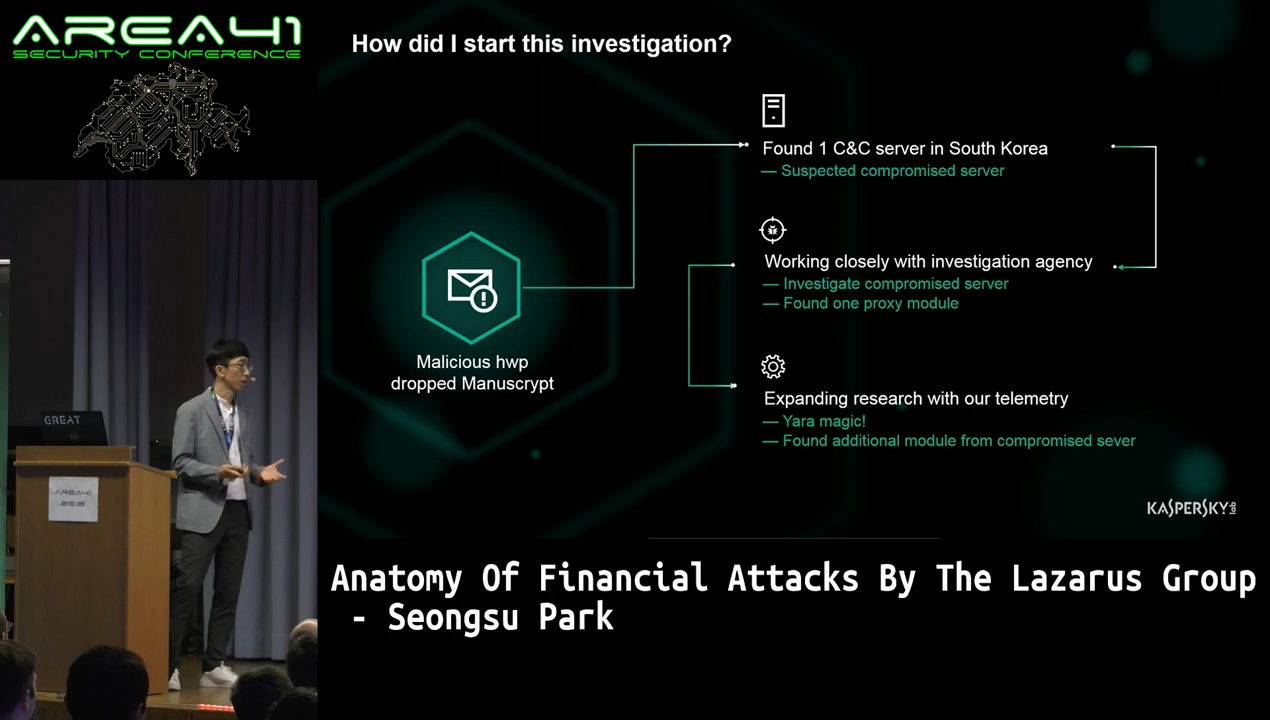 AREA41
SECURITY CONFERENCE
How did I start this investigation?
Found 1 C&C server in South Korea
— Suspected compromised server
Working closely with investigation agency
— Investigate compromised server
— Found one proxy module
Malicious hwp
dropped Manuscrypt
Expanding research with our telemetry
— Yara magic!
— Found additional module from compromised sever
GREAT
AREA41
2018
KASPERSKY lab
Anatomy Of Financial Attacks By The Lazarus Group
- Seongsu Park